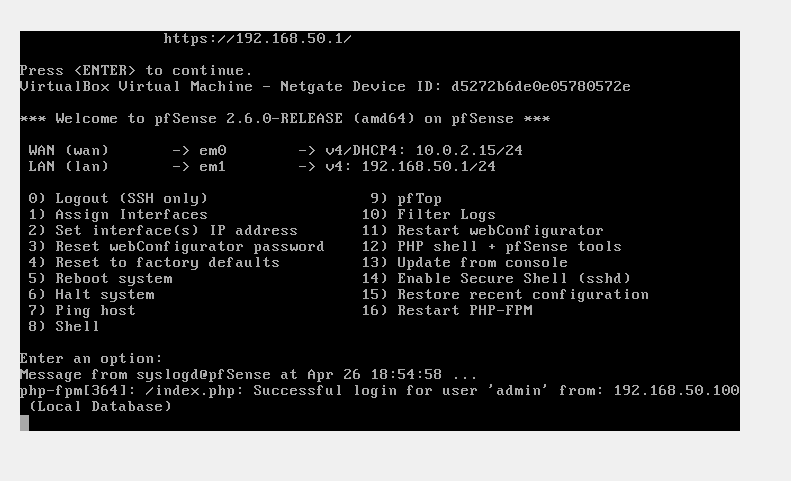 https://192.168.50.1/
Press <ENTER> to continue.
VirtualBox Virtual Machine - Netgate Device ID: d5272b6de0e05780572e
*** Welcome to pfSense 2.6.0-RELEASE (amd64) on pfSense ***
WAN (wan)       -> em0        -> v4/DHCP4: 10.0.2.15/24
LAN (lan)       -> em1        -> v4: 192.168.50.1/24
0) Logout (SSH only)                 9) pfTop
1) Assign Interfaces                10) Filter Logs
2) Set interface(s) IP address      11) Restart webConfigurator
3) Reset webConfigurator password   12) PHP shell + pfSense tools
4) Reset to factory defaults        13) Update from console
5) Reboot system                    14) Enable Secure Shell (sshd)
6) Halt system                      15) Restore recent configuration
7) Ping host                        16) Restart PHP-FPM
8) Shell
Enter an option:
Message from syslogd@pfSense at Apr 26 18:54:58 ...
php-fpm[364]: /index.php: Successful login for user 'admin' from: 192.168.50.100
(Local Database)